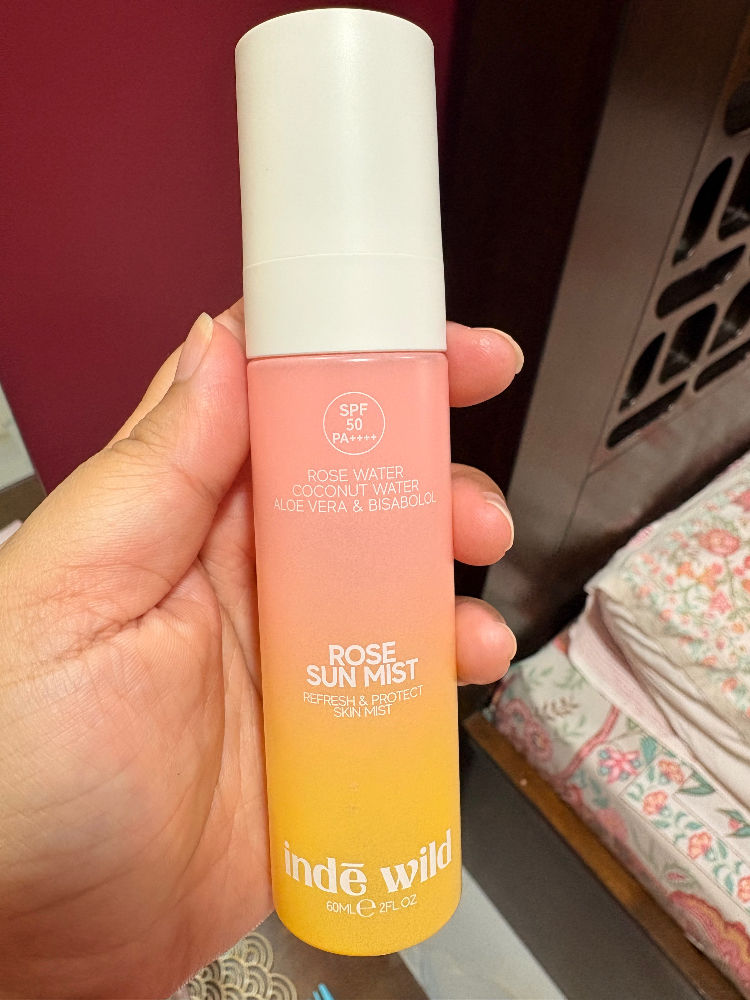 SPF
50
PA++++
ROSE WATER
COCONUT WATER
ALOE VERA & BISABOLOL
ROSE
SUN MIST
REFRESH & PROTECT
SKIN MIST
indē wild
60ML℮ 2FL.OZ